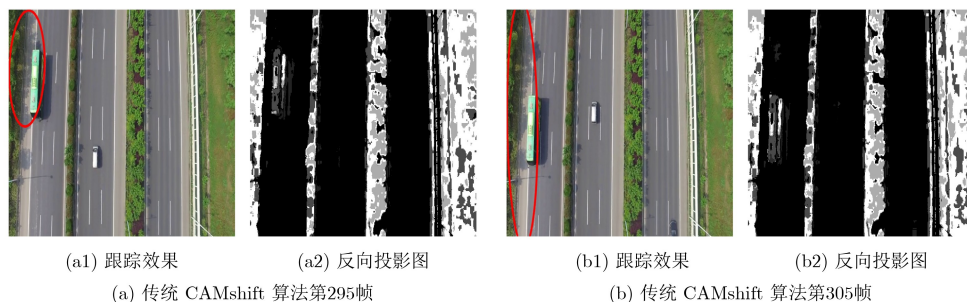 (a1) 跟踪效果
(a2) 反向投影图
(b1) 跟踪效果
(b2) 反向投影图
(a) 传统 CAMshift 算法第295帧
(b) 传统 CAMshift 算法第305帧